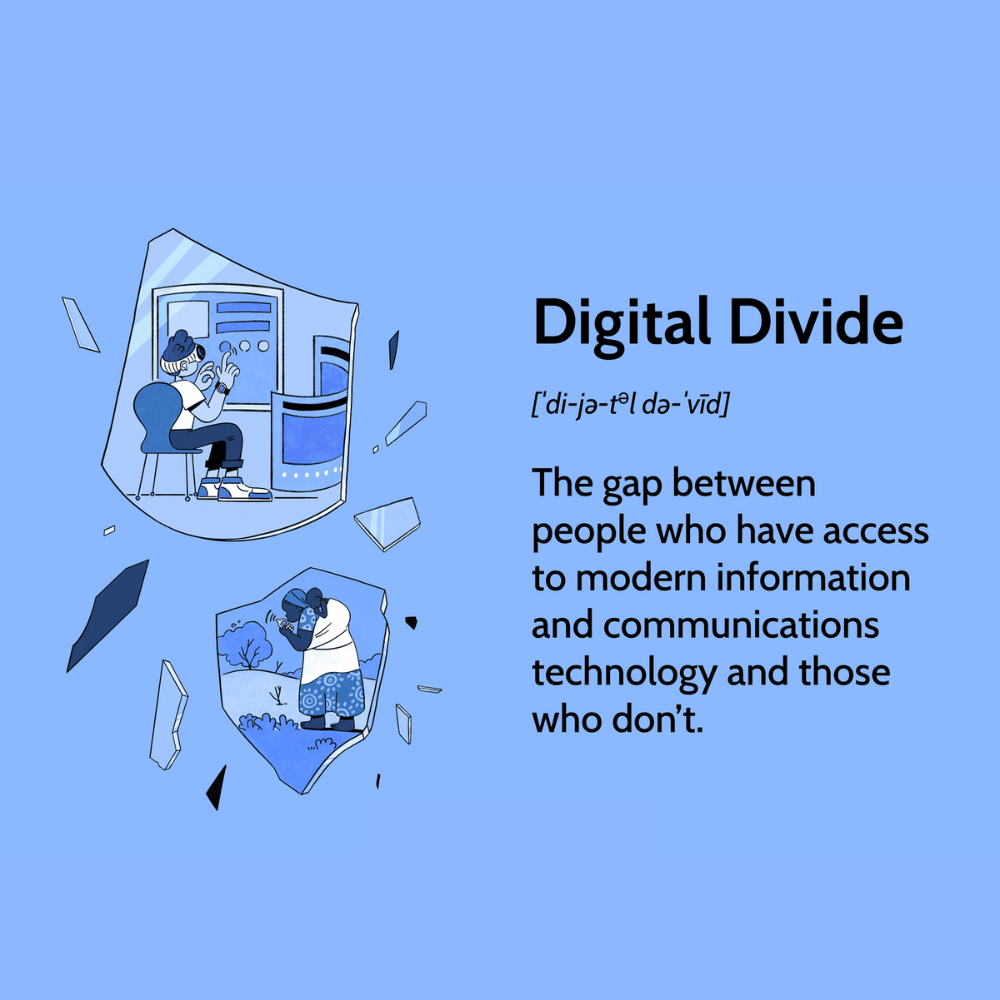 Digital Divide
[ˈdi-jə-tᵊl də-ˈvīd]
The gap between
people who have access
to modern information
and communications
technology and those
who don’t.